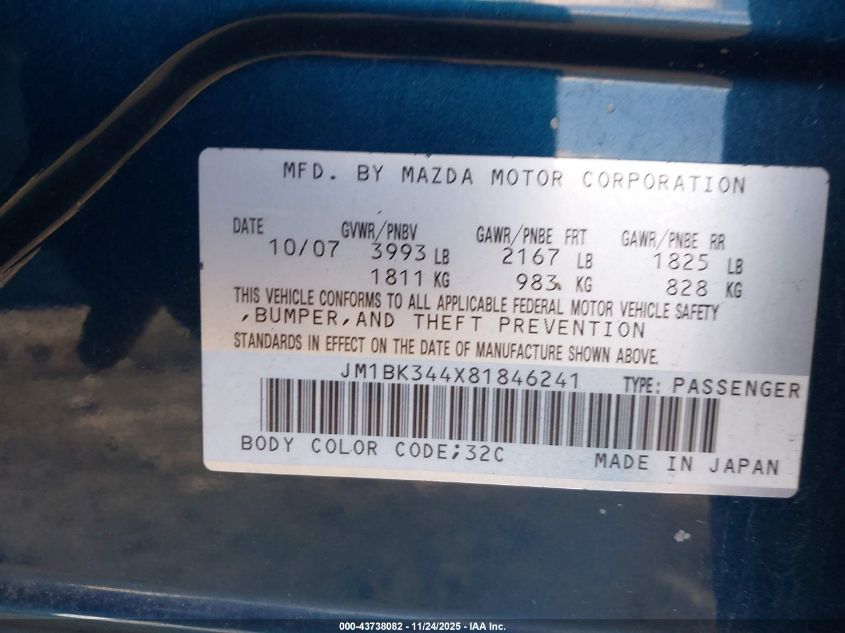 MFD. BY MAZDA MOTOR CORPORATION
DATE GVWR/PNBV GAWR/PNBE FRT GAWR/PNBE RR
10/07 3993 LB 2167 LB 1825 LB
1811 KG 983 KG 828 KG
THIS VEHICLE CONFORMS TO ALL APPLICABLE FEDERAL MOTOR VEHICLE SAFETY
,BUMPER,AND THEFT PREVENTION
STANDARDS IN EFFECT ON THE DATE OF MANUFACTURE SHOWN ABOVE.
JM1BK344X81846241 TYPE: PASSENGER
BODY COLOR CODE;32C MADE IN JAPAN
000-43738082 - 11/24/2025 - IAA Inc.